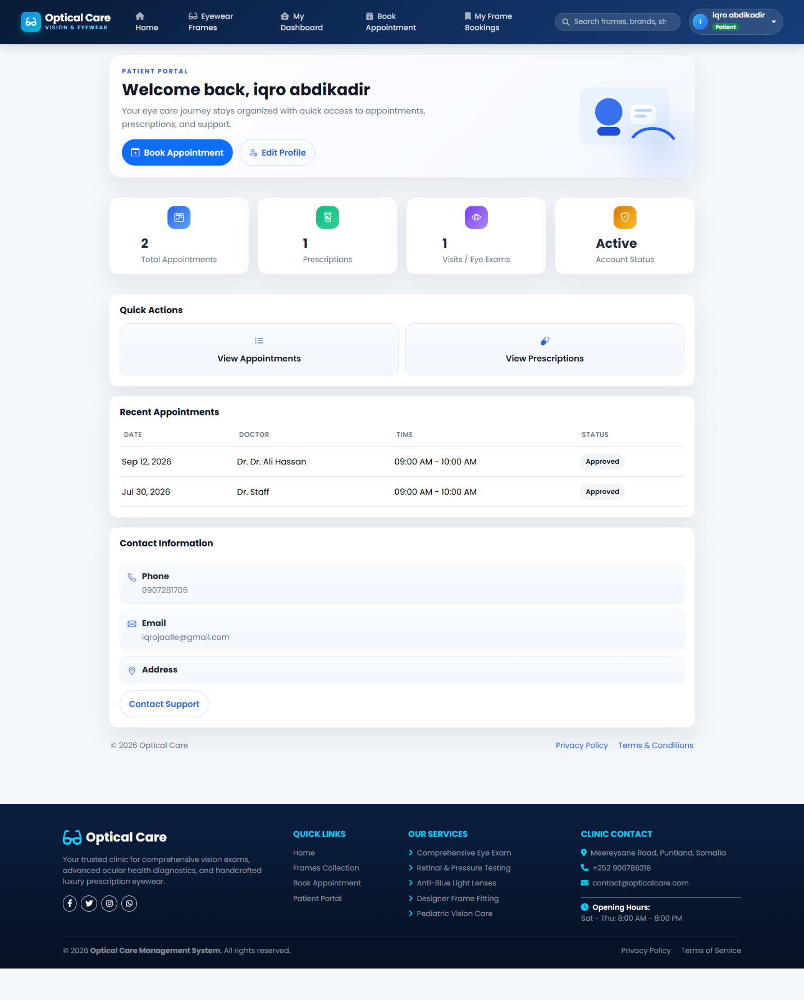 Optical Care
VISION & EYEWEAR
Home
Eyewear
Frames
My
Dashboard
Book
Appointment
My Frame
Bookings
Search frames, brands, st
I
iqro abdikadir
Patient
PATIENT PORTAL
Welcome back, iqro abdikadir
Your eye care journey stays organized with quick access to appointments,
prescriptions, and support.
Book Appointment
Edit Profile
2
Total Appointments
1
Prescriptions
1
Visits / Eye Exams
Active
Account Status
Quick Actions
View Appointments
View Prescriptions
Recent Appointments
DATE DOCTOR TIME STATUS
Sep 12, 2026 Dr. Dr. Ali Hassan 09:00 AM - 10:00 AM Approved
Jul 30, 2026 Dr. Staff 09:00 AM - 10:00 AM Approved
Contact Information
Phone
0907281706
Email
iqrojaalle@gmail.com
Address
Contact Support
© 2026 Optical Care
Privacy Policy Terms & Conditions
Optical Care
Your trusted clinic for comprehensive vision exams,
advanced ocular health diagnostics, and handcrafted
luxury prescription eyewear.
QUICK LINKS
Home
Frames Collection
Book Appointment
Patient Portal
OUR SERVICES
Comprehensive Eye Exam
Retinal & Pressure Testing
Anti-Blue Light Lenses
Designer Frame Fitting
Pediatric Vision Care
CLINIC CONTACT
Meereysane Road, Puntland, Somalia
+252 906786218
contact@opticalcare.com
Opening Hours:
Sat - Thu: 8:00 AM - 8:00 PM
© 2026 Optical Care Management System. All rights reserved.
Privacy Policy Terms of Service